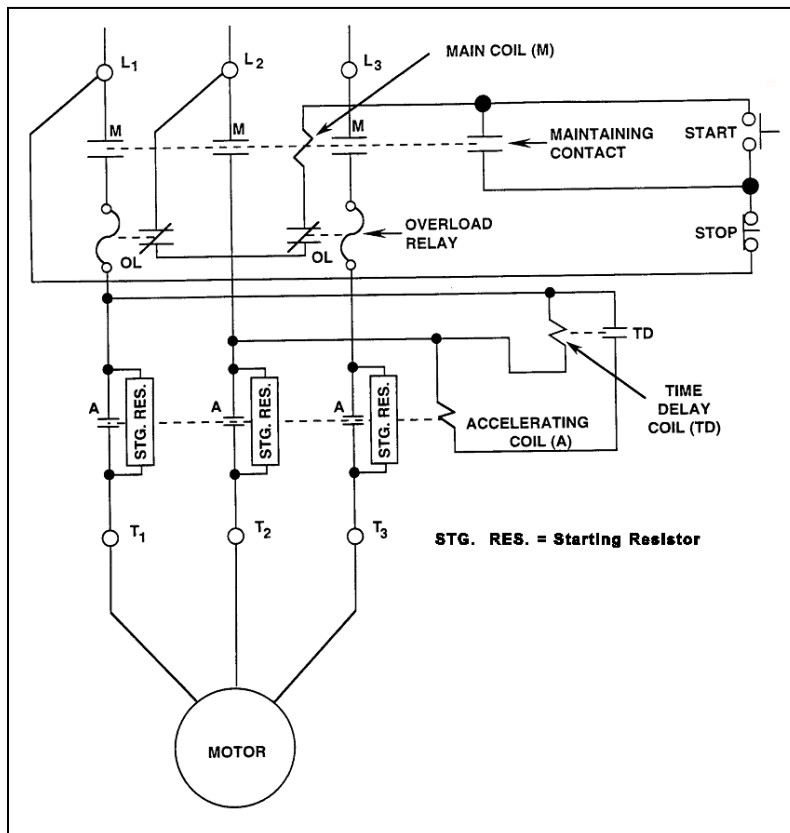 L1
L2
L3
MAIN COIL (M)
M
M
M
MAINTAINING
CONTACT
START
OVERLOAD
RELAY
STOP
OL
OL
TD
TIME
DELAY
COIL (TD)
A
STG. RES.
A
STG. RES.
A
STG. RES.
ACCELERATING
COIL (A)
T1
T2
T3
STG. RES. = Starting Resistor
MOTOR